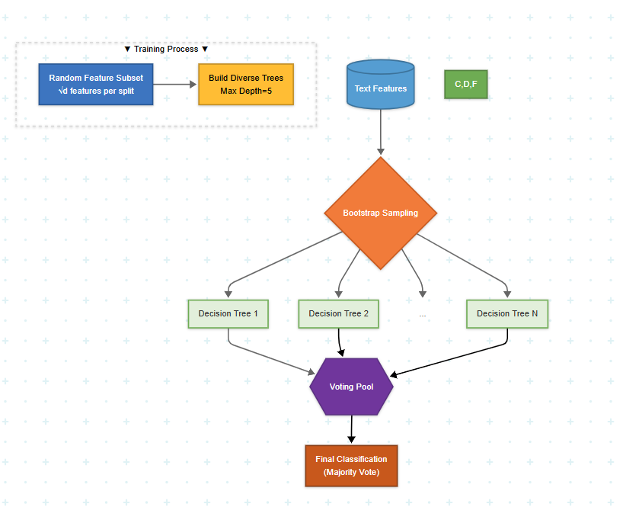 ▼ Training Process ▼
Random Feature Subset
√d features per split
Build Diverse Trees
Max Depth=5
Text Features
C,D,F
Bootstrap Sampling
Decision Tree 1
Decision Tree 2
...
Decision Tree N
Voting Pool
Final Classification
(Majority Vote)